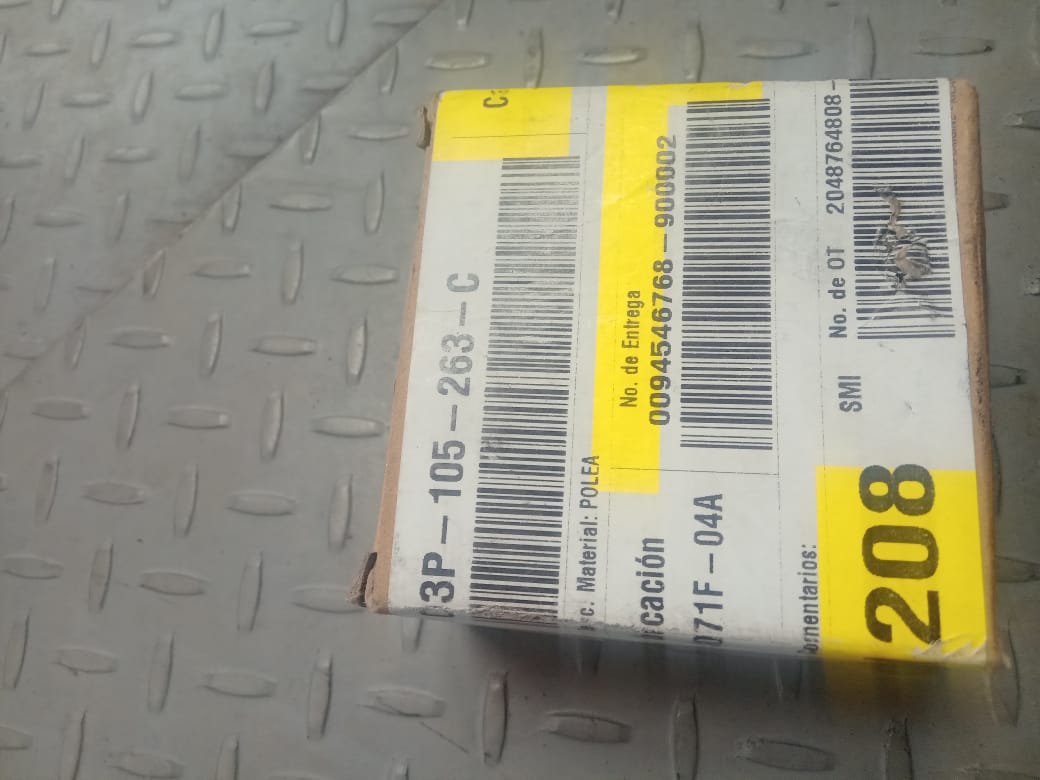 3P-105-263-C
c. Material: POLEA
No. de Entrega
0094546768-900002
cación
071F-04A
No. de OT 2048764808-
SMI
omentarios:
208